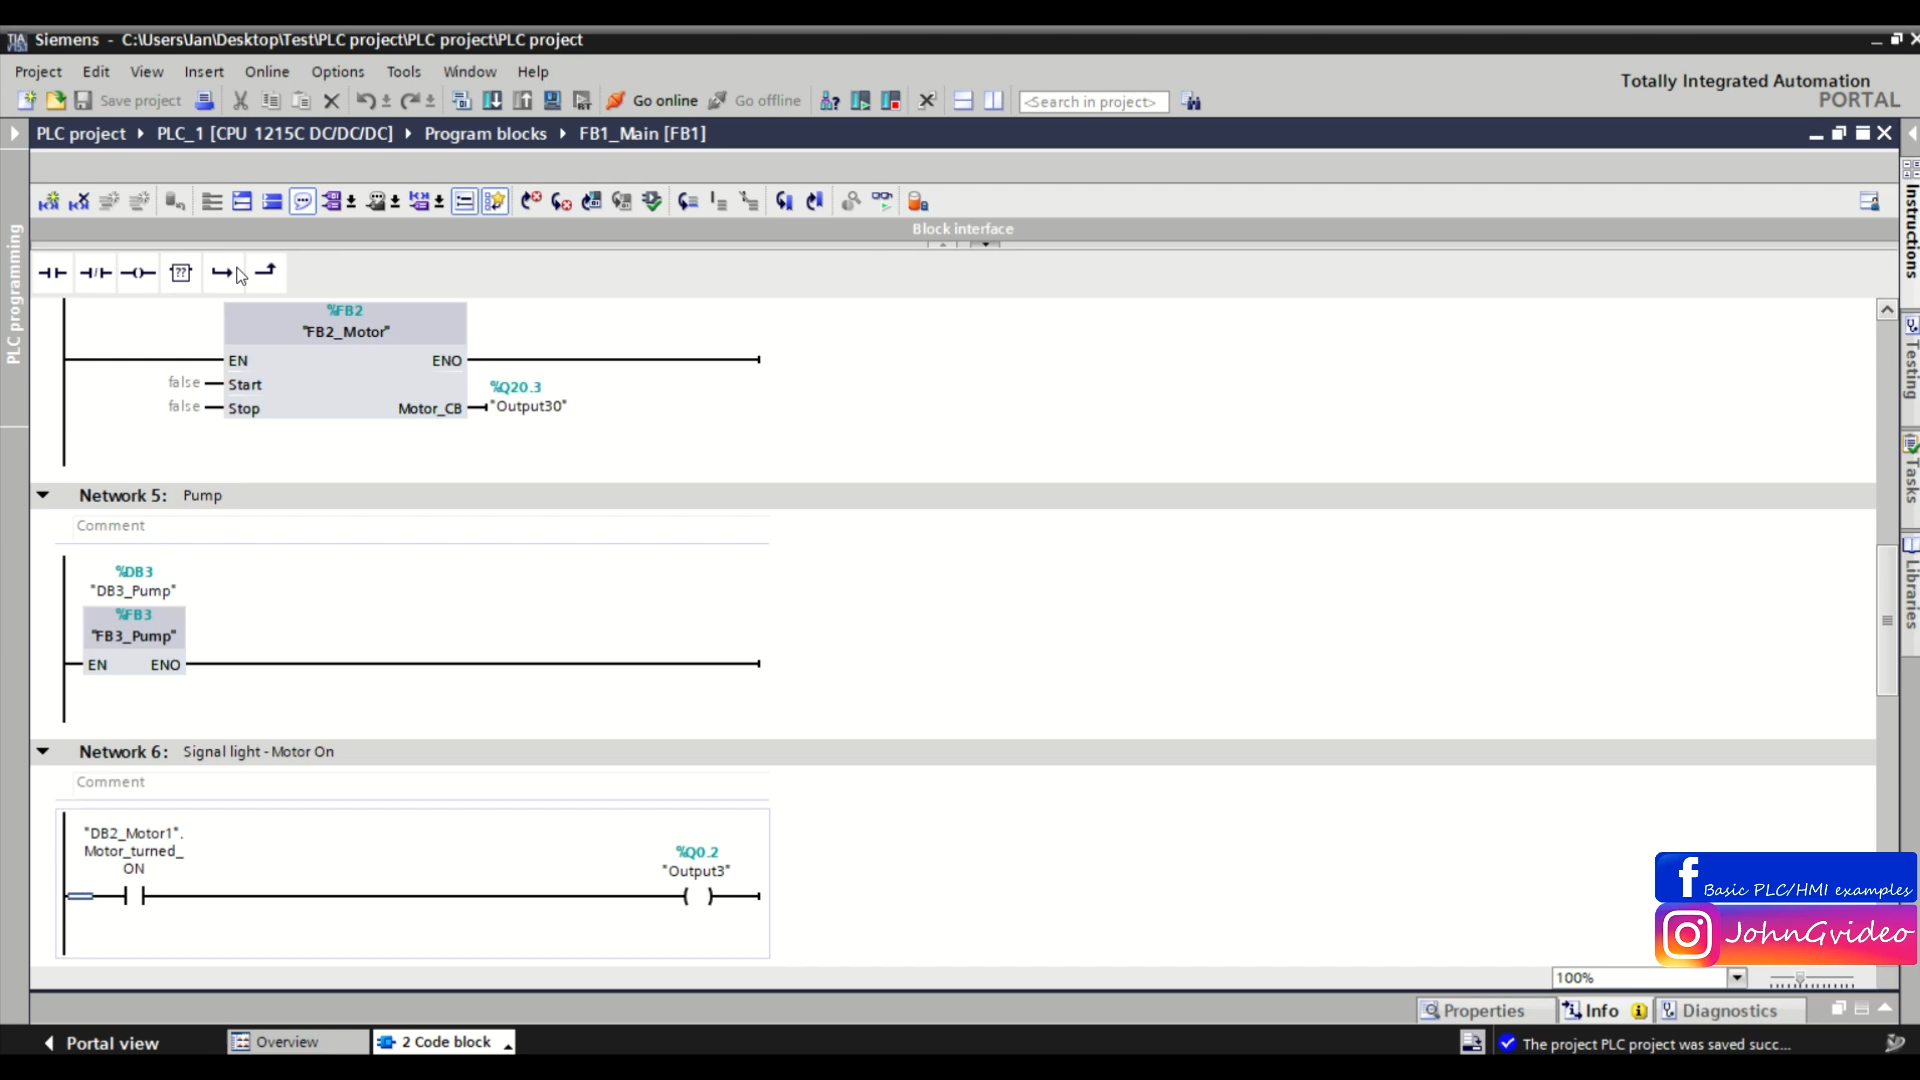 Siemens - C:\Users\Jan\Desktop\Test\PLC project\PLC project\PLC project
Project Edit View Insert Online Options Tools Window Help
Totally Integrated Automation
PORTAL
Save project Go online Go offline <Search in project>
PLC project PLC_1 [CPU 1215C DC/DC/DC] Program blocks FB1_Main [FB1]
Block interface
PLC programming
Instructions
Testing
Tasks
Libraries
??
%FB2
"FB2_Motor"
EN ENO
false Start
%Q20.3
false Stop Motor_CB "Output30"
Network 5: Pump
Comment
%DB3
"DB3_Pump"
%FB3
"FB3_Pump"
EN ENO
Network 6: Signal light - Motor On
Comment
"DB2_Motor1".
Motor_turned_
ON
%Q0.2
"Output3"
f Basic PLC/HMI examples
JohnGvideo
100%
Properties Info Diagnostics
Portal view Overview 2 Code block The project PLC project was saved succ...